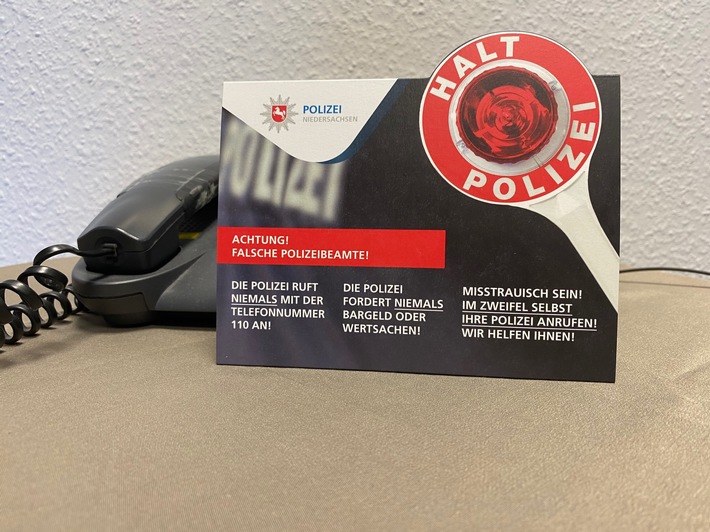 HALT
POLIZEI
POLIZEI
NIEDERSACHSEN
POLIZEI
ACHTUNG!
FALSCHE POLIZEIBEAMTE!
DIE POLIZEI RUFT
NIEMALS MIT DER
TELEFONNUMMER
110 AN!
DIE POLIZEI
FORDERT NIEMALS
BARGELD ODER
WERTSACHEN!
MISSTRAUISCH SEIN!
IM ZWEIFEL SELBST
IHRE POLIZEI ANRUFEN!
WIR HELFEN IHNEN!